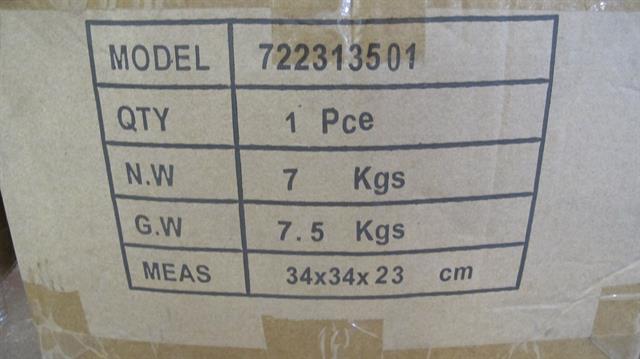 MODEL 722313501
QTY 1 Pce
N.W 7 Kgs
G.W 7.5 Kgs
MEAS 34x34x23 cm